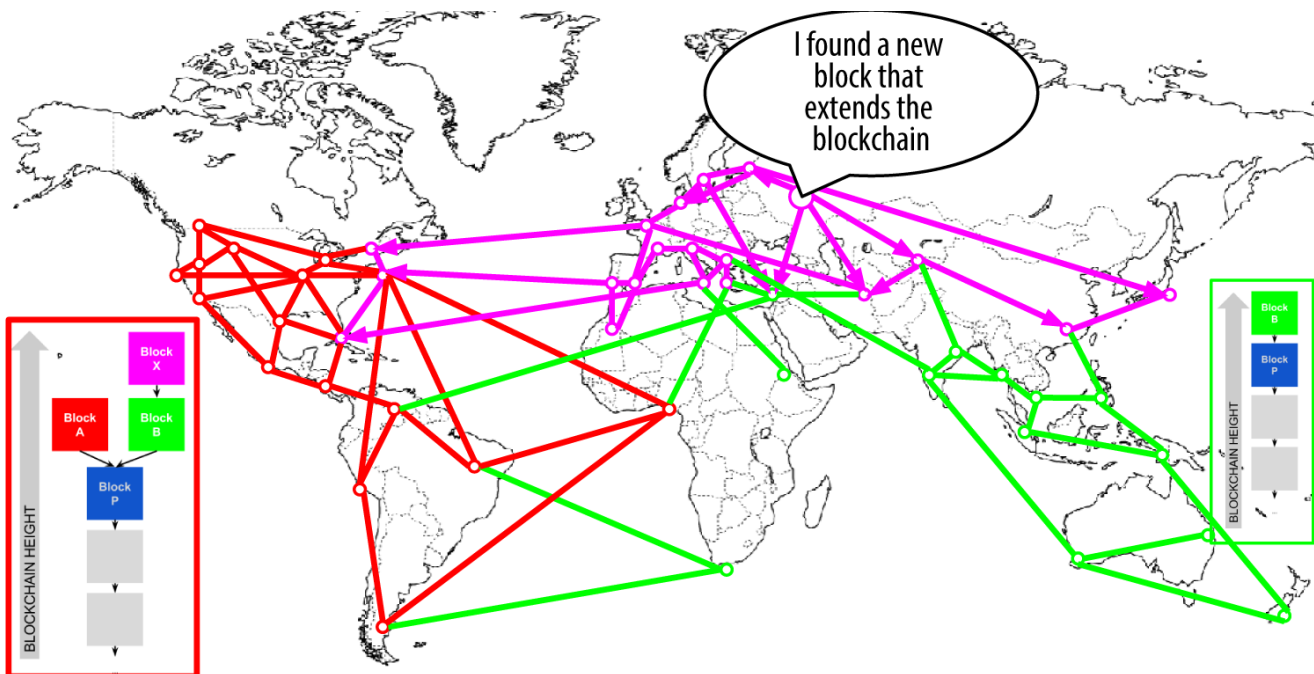 I found a new
block that
extends the
blockchain
BLOCKCHAIN HEIGHT
Block
X
Block
A
Block
B
Block
P
BLOCKCHAIN HEIGHT
Block
B
Block
P